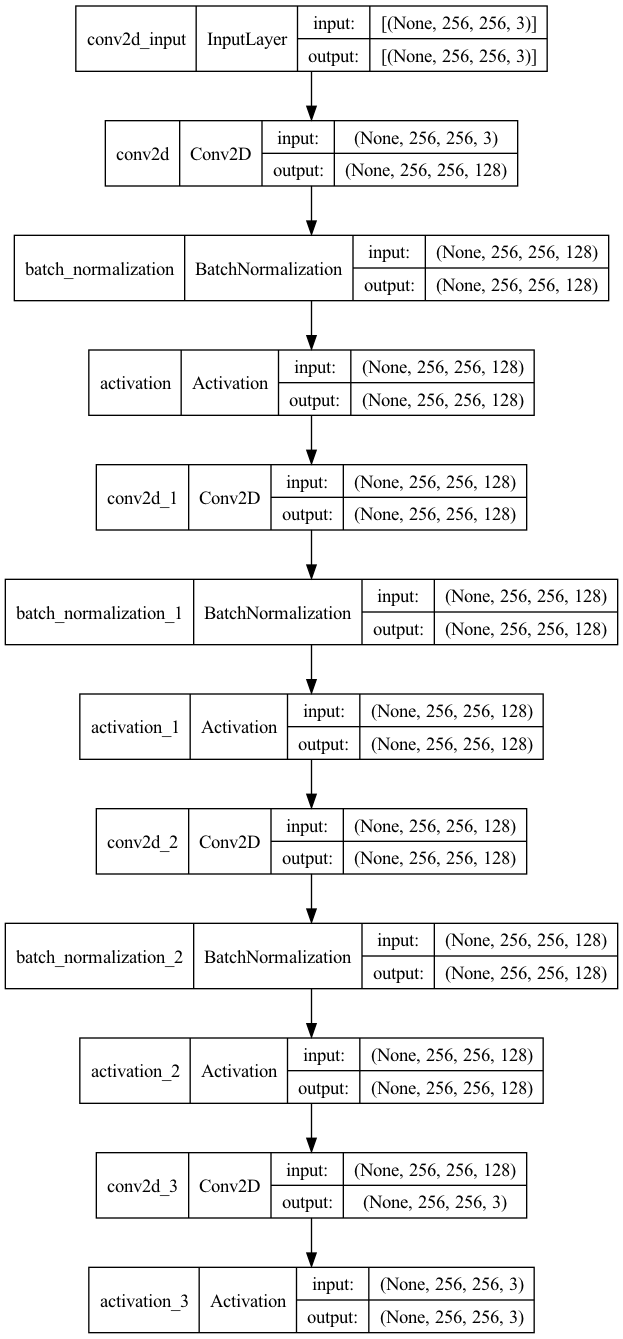 conv2d_input InputLayer input: [(None, 256, 256, 3)]
output: [(None, 256, 256, 3)]
conv2d Conv2D input: (None, 256, 256, 3)
output: (None, 256, 256, 128)
batch_normalization BatchNormalization input: (None, 256, 256, 128)
output: (None, 256, 256, 128)
activation Activation input: (None, 256, 256, 128)
output: (None, 256, 256, 128)
conv2d_1 Conv2D input: (None, 256, 256, 128)
output: (None, 256, 256, 128)
batch_normalization_1 BatchNormalization input: (None, 256, 256, 128)
output: (None, 256, 256, 128)
activation_1 Activation input: (None, 256, 256, 128)
output: (None, 256, 256, 128)
conv2d_2 Conv2D input: (None, 256, 256, 128)
output: (None, 256, 256, 128)
batch_normalization_2 BatchNormalization input: (None, 256, 256, 128)
output: (None, 256, 256, 128)
activation_2 Activation input: (None, 256, 256, 128)
output: (None, 256, 256, 128)
conv2d_3 Conv2D input: (None, 256, 256, 128)
output: (None, 256, 256, 3)
activation_3 Activation input: (None, 256, 256, 3)
output: (None, 256, 256, 3)